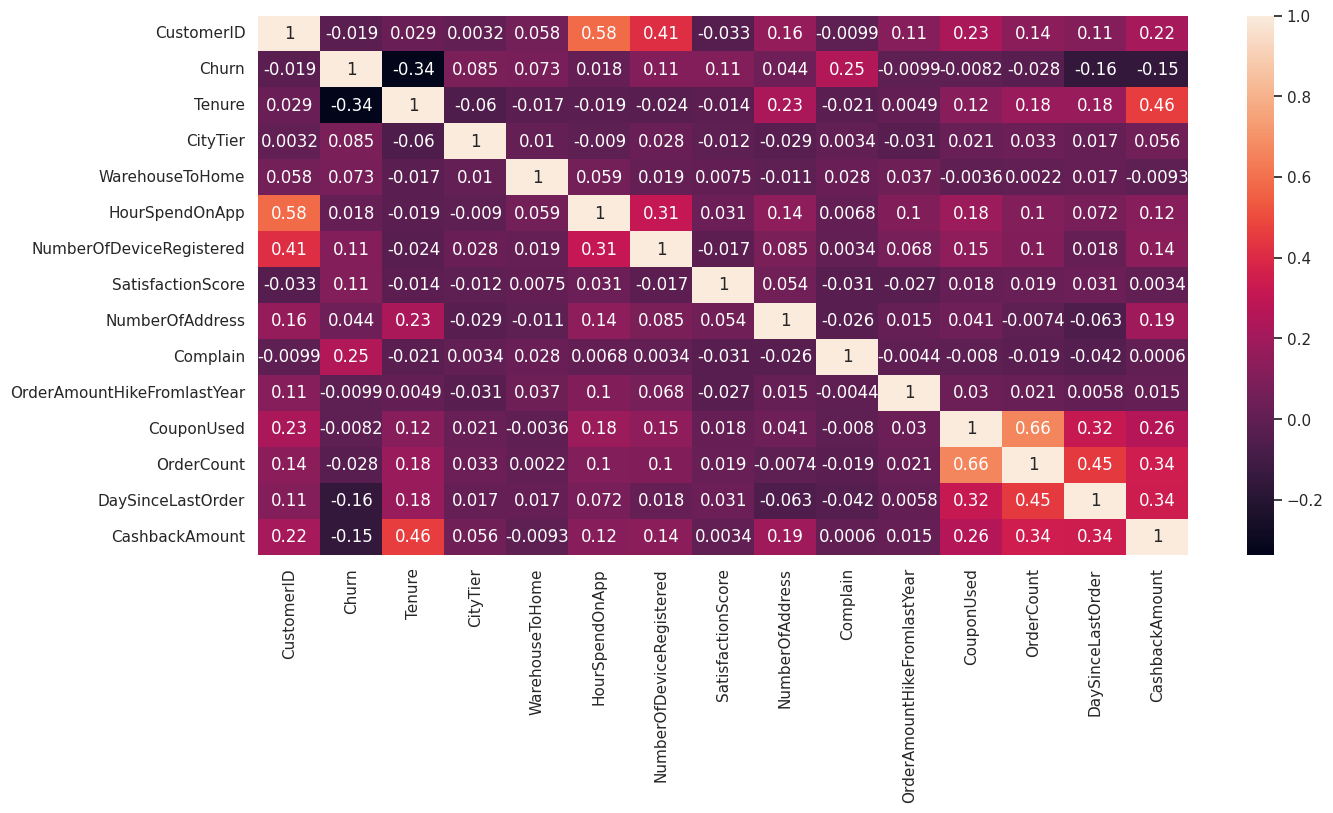 CustomerID 1 -0.019 0.029 0.0032 0.058 0.58 0.41 -0.033 0.16 -0.0099 0.11 0.23 0.14 0.11 0.22
Churn -0.019 1 -0.34 0.085 0.073 0.018 0.11 0.11 0.044 0.25 -0.0099 -0.0082 -0.028 -0.16 -0.15
Tenure 0.029 -0.34 1 -0.06 -0.017 -0.019 -0.024 -0.014 0.23 -0.021 0.0049 0.12 0.18 0.18 0.46
CityTier 0.0032 0.085 -0.06 1 0.01 -0.009 0.028 -0.012 -0.029 0.0034 -0.031 0.021 0.033 0.017 0.056
WarehouseToHome 0.058 0.073 -0.017 0.01 1 0.059 0.019 0.0075 -0.011 0.028 0.037 -0.0036 0.0022 0.017 -0.0093
HourSpendOnApp 0.58 0.018 -0.019 -0.009 0.059 1 0.31 0.031 0.14 0.0068 0.1 0.18 0.1 0.072 0.12
NumberOfDeviceRegistered 0.41 0.11 -0.024 0.028 0.019 0.31 1 -0.017 0.085 0.0034 0.068 0.15 0.1 0.018 0.14
SatisfactionScore -0.033 0.11 -0.014 -0.012 0.0075 0.031 -0.017 1 0.054 -0.031 -0.027 0.018 0.019 0.031 0.0034
NumberOfAddress 0.16 0.044 0.23 -0.029 -0.011 0.14 0.085 0.054 1 -0.026 0.015 0.041 -0.0074 -0.063 0.19
Complain -0.0099 0.25 -0.021 0.0034 0.028 0.0068 0.0034 -0.031 -0.026 1 -0.0044 -0.008 -0.019 -0.042 0.0006
OrderAmountHikeFromlastYear 0.11 -0.0099 0.0049 -0.031 0.037 0.1 0.068 -0.027 0.015 -0.0044 1 0.03 0.021 0.0058 0.015
CouponUsed 0.23 -0.0082 0.12 0.021 -0.0036 0.18 0.15 0.018 0.041 -0.008 0.03 1 0.66 0.32 0.26
OrderCount 0.14 -0.028 0.18 0.033 0.0022 0.1 0.1 0.019 -0.0074 -0.019 0.021 0.66 1 0.45 0.34
DaySinceLastOrder 0.11 -0.16 0.18 0.017 0.017 0.072 0.018 0.031 -0.063 -0.042 0.0058 0.32 0.45 1 0.34
CashbackAmount 0.22 -0.15 0.46 0.056 -0.0093 0.12 0.14 0.0034 0.19 0.0006 0.015 0.26 0.34 0.34 1
CustomerID
Churn
Tenure
CityTier
WarehouseToHome
HourSpendOnApp
NumberOfDeviceRegistered
SatisfactionScore
NumberOfAddress
Complain
OrderAmountHikeFromlastYear
CouponUsed
OrderCount
DaySinceLastOrder
CashbackAmount
1.0
0.8
0.6
0.4
0.2
0.0
−0.2